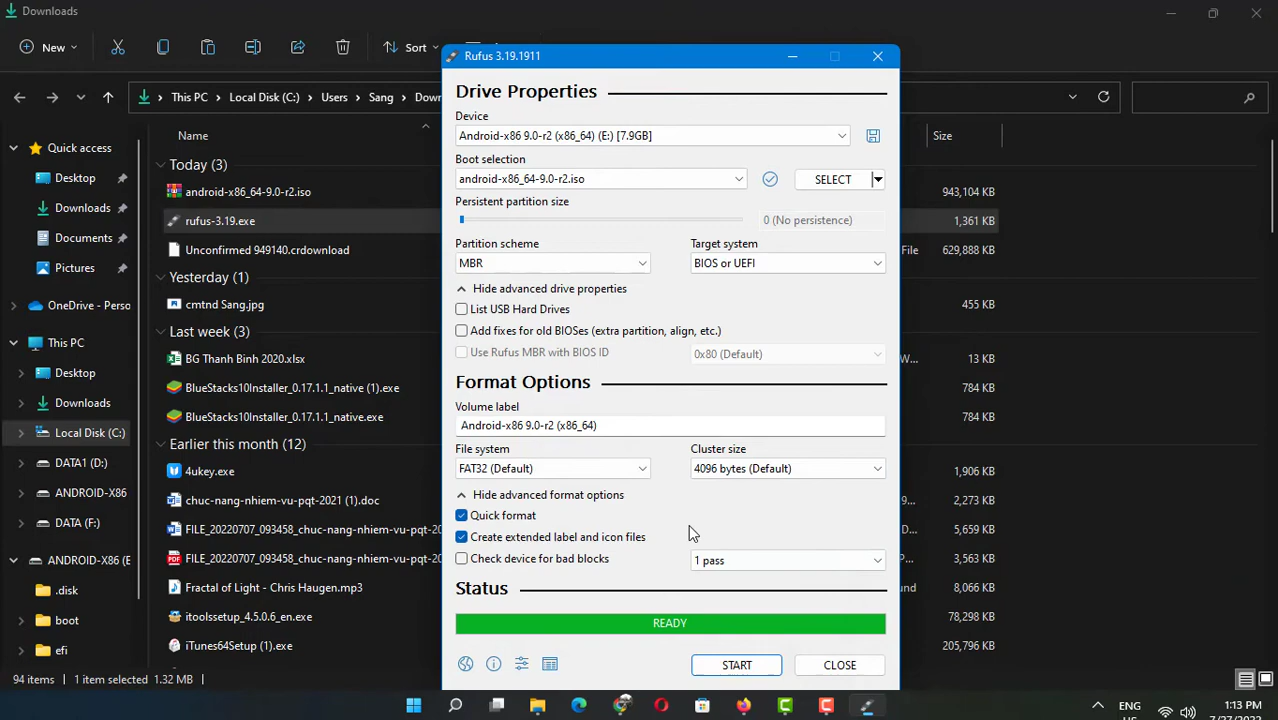 Downloads
New
Sort
This PC > Local Disk (C:) > Users > Sang >
Name
Size
Quick access
Desktop
Downloads
Documents
Pictures
OneDrive - Perso
This PC
Desktop
Downloads
Local Disk (C:)
DATA1 (D:)
ANDROID-X86
DATA (F:)
ANDROID-X86 (E
.disk
boot
efi
Today (3)
android-x86_64-9.0-r2.iso
943,104 KB
rufus-3.19.exe
1,361 KB
Unconfirmed 949140.crdownload
File
629,888 KB
Yesterday (1)
cmtnd Sang.jpg
455 KB
Last week (3)
BG Thanh Binh 2020.xlsx
W...
13 KB
BlueStacks10Installer_0.17.1.1_native (1).exe
784 KB
BlueStacks10Installer_0.17.1.1_native.exe
784 KB
Earlier this month (12)
4ukey.exe
1,906 KB
chuc-nang-nhiem-vu-pqt-2021 (1).doc
W...
2,273 KB
FILE_20220707_093458_chuc-nang-nhiem-vu-
W...
5,659 KB
FILE_20220707_093458_chuc-nang-nhiem-vu-
3,563 KB
Fractal of Light - Chris Haugen.mp3
und
8,066 KB
itoolssetup_4.5.0.6_en.exe
78,298 KB
iTunes64Setup (1).exe
205,796 KB
94 items
1 item selected 1.32 MB
Rufus 3.19.1911
Drive Properties
Device
Android-x86 9.0-r2 (x86_64) (E:) [7.9GB]
Boot selection
android-x86_64-9.0-r2.iso
SELECT
Persistent partition size
0 (No persistence)
Partition scheme
Target system
MBR
BIOS or UEFI
Hide advanced drive properties
List USB Hard Drives
Add fixes for old BIOSes (extra partition, align, etc.)
Use Rufus MBR with BIOS ID
0x80 (Default)
Format Options
Volume label
Android-x86 9.0-r2 (x86_64)
File system
Cluster size
FAT32 (Default)
4096 bytes (Default)
Hide advanced format options
Quick format
Create extended label and icon files
Check device for bad blocks
1 pass
Status
READY
START
CLOSE
ENG
1:13 PM